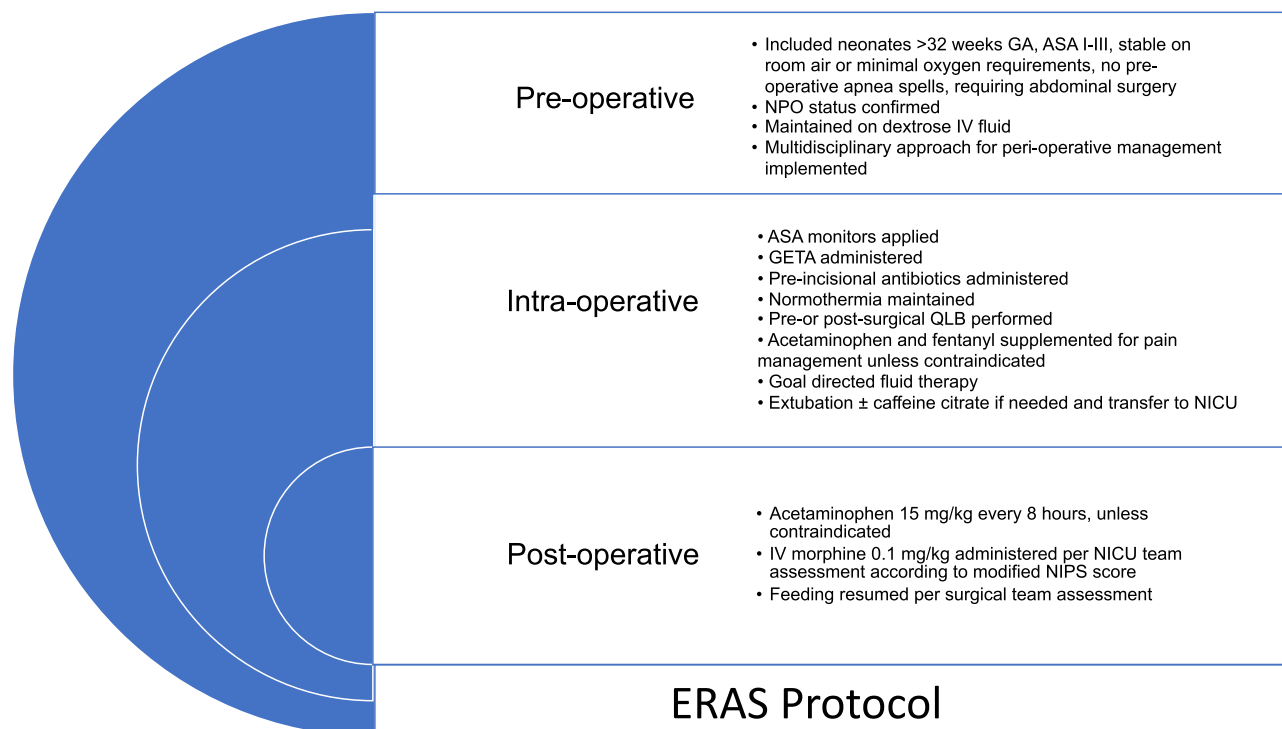 Pre-operative
• Included neonates >32 weeks GA, ASA I-III, stable on
room air or minimal oxygen requirements, no pre-
operative apnea spells, requiring abdominal surgery
• NPO status confirmed
• Maintained on dextrose IV fluid
• Multidisciplinary approach for peri-operative management
implemented
Intra-operative
• ASA monitors applied
• GETA administered
• Pre-incisional antibiotics administered
• Normothermia maintained
• Pre-or post-surgical QLB performed
• Acetaminophen and fentanyl supplemented for pain
management unless contraindicated
• Goal directed fluid therapy
• Extubation ± caffeine citrate if needed and transfer to NICU
Post-operative
• Acetaminophen 15 mg/kg every 8 hours, unless
contraindicated
• IV morphine 0.1 mg/kg administered per NICU team
assessment according to modified NIPS score
• Feeding resumed per surgical team assessment
ERAS Protocol